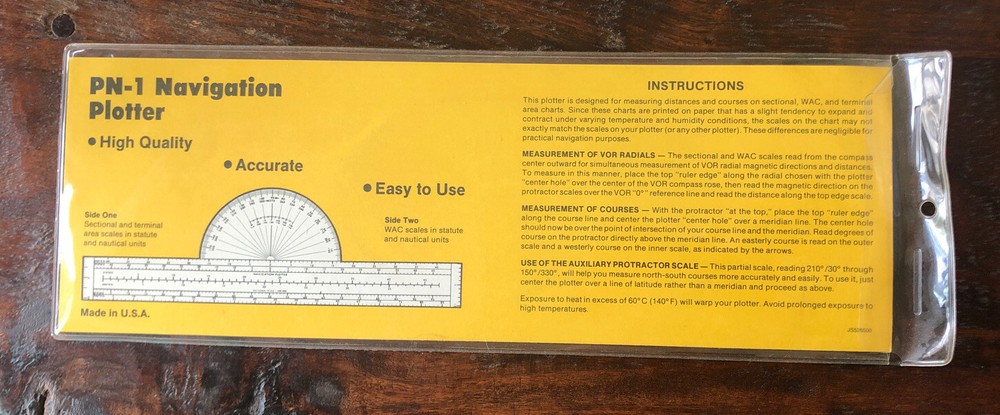 PN-1 Navigation
Plotter
• High Quality
• Accurate
• Easy to Use
Side One
Sectional and terminal
area scales in statute
and nautical units
Side Two
WAC scales in statute
and nautical units
Made in U.S.A.
INSTRUCTIONS
This plotter is designed for measuring distances and courses on sectional, WAC, and terminal
area charts. Since these charts are printed on paper that has a slight tendency to expand and
contract under varying temperature and humidity conditions, the scales on the chart may not
exactly match the scales on your plotter (or any other plotter). These differences are negligible for
practical navigation purposes.
MEASUREMENT OF VOR RADIALS — The sectional and WAC scales read from the compass
center outward for simultaneous measurement of VOR radial magnetic directions and distances.
To measure in this manner, place the top "ruler edge" along the radial chosen with the plotter
"center hole" over the center of the VOR compass rose, then read the magnetic direction on the
protractor scales over the VOR "0°" reference line and read the distance along the top edge scale.
MEASUREMENT OF COURSES — With the protractor "at the top," place the top "ruler edge"
along the course line and center the plotter "center hole" over a meridian line. The center hole
should now be over the point of intersection of your course line and the meridian. Read degrees of
course on the protractor directly above the meridian line. An easterly course is read on the outer
scale and a westerly course on the inner scale, as indicated by the arrows.
USE OF THE AUXILIARY PROTRACTOR SCALE — This partial scale, reading 210°/30° through
150°/330°, will help you measure north-south courses more accurately and easily. To use it, just
center the plotter over a line of latitude rather than a meridian and proceed as above.
Exposure to heat in excess of 60°C (140°F) will warp your plotter. Avoid prolonged exposure to
high temperatures.